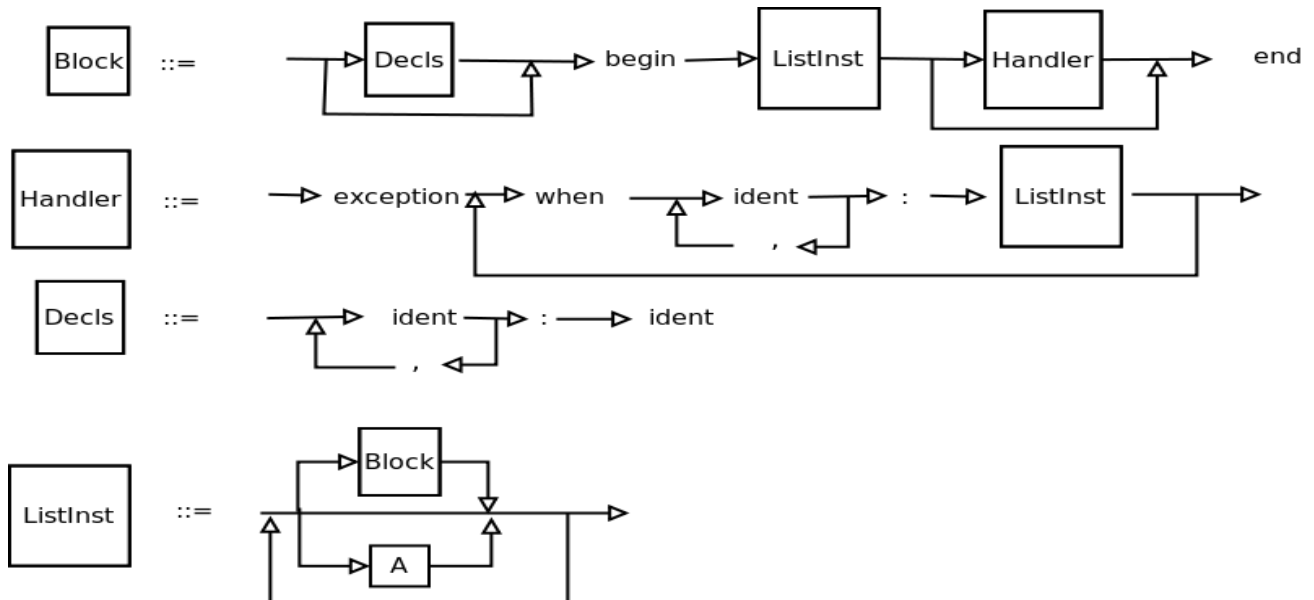 Block ::= Decls begin ListInst Handler end
Handler ::= exception when ident : ListInst
,
Decls ::= ident : ident
,
Block
ListInst ::=
A